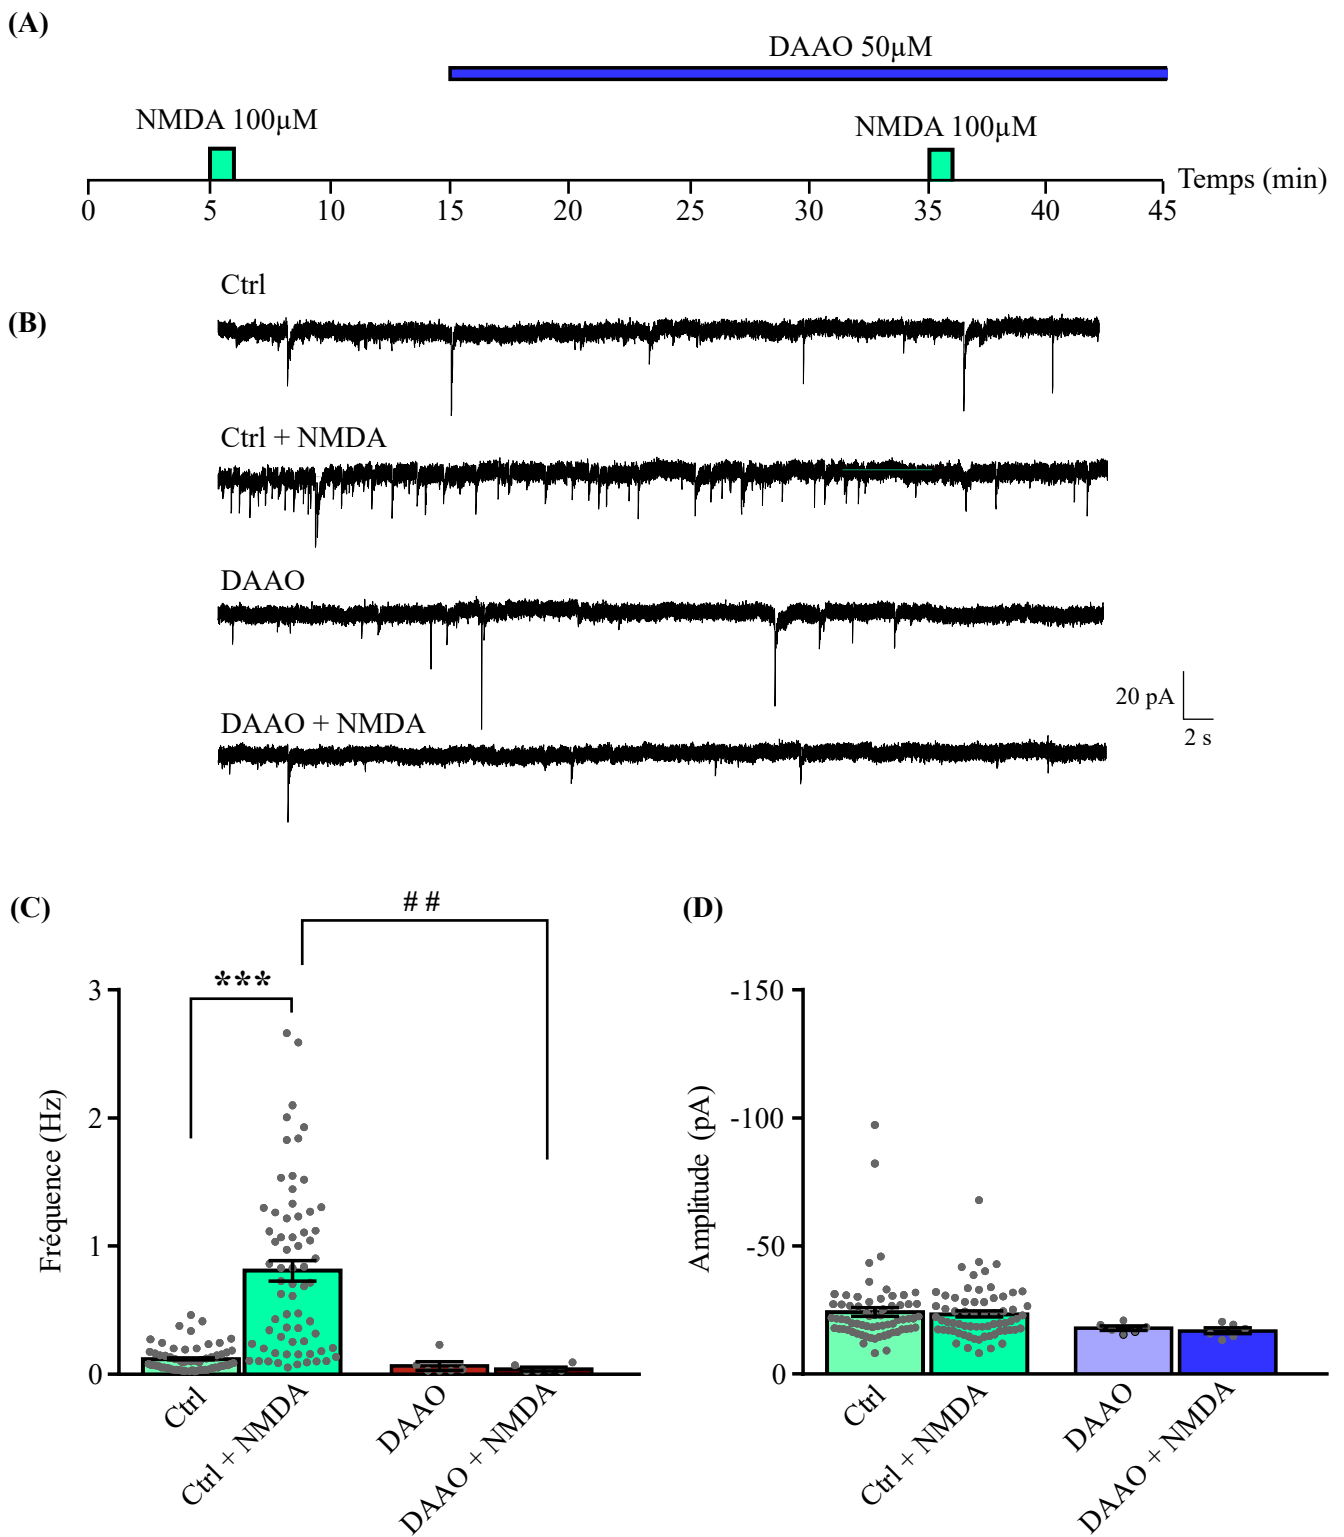 (A)
DAAO 50µM
NMDA 100µM
NMDA 100µM
Temps (min)
0 5 10 15 20 25 30 35 40 45
(B)
Ctrl
Ctrl + NMDA
DAAO
20 pA
2 s
DAAO + NMDA
(C)
# #
***
3
2
1
0
Fréquence (Hz)
Ctrl
Ctrl + NMDA
DAAO
DAAO + NMDA
(D)
-150
-100
-50
0
Amplitude (pA)
Ctrl
Ctrl + NMDA
DAAO
DAAO + NMDA